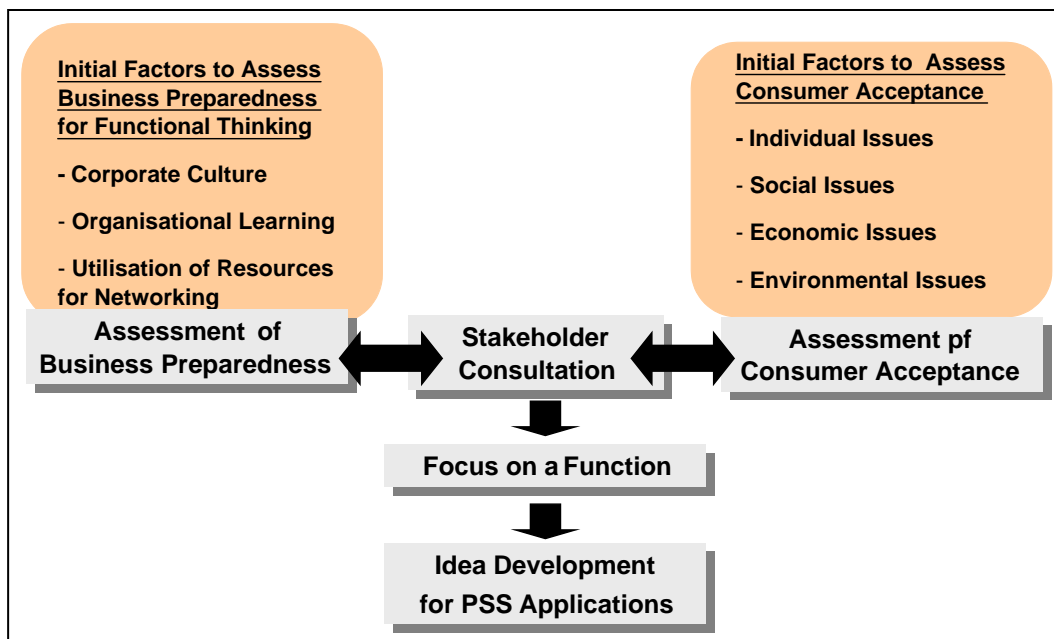 Initial Factors to Assess
Business Preparedness
for Functional Thinking
- Corporate Culture
- Organisational Learning
- Utilisation of Resources
for Networking
Initial Factors to Assess
Consumer Acceptance
- Individual Issues
- Social Issues
- Economic Issues
- Environmental Issues
Assessment of
Business Preparedness
Stakeholder
Consultation
Assessment pf
Consumer Acceptance
Focus on a Function
Idea Development
for PSS Applications